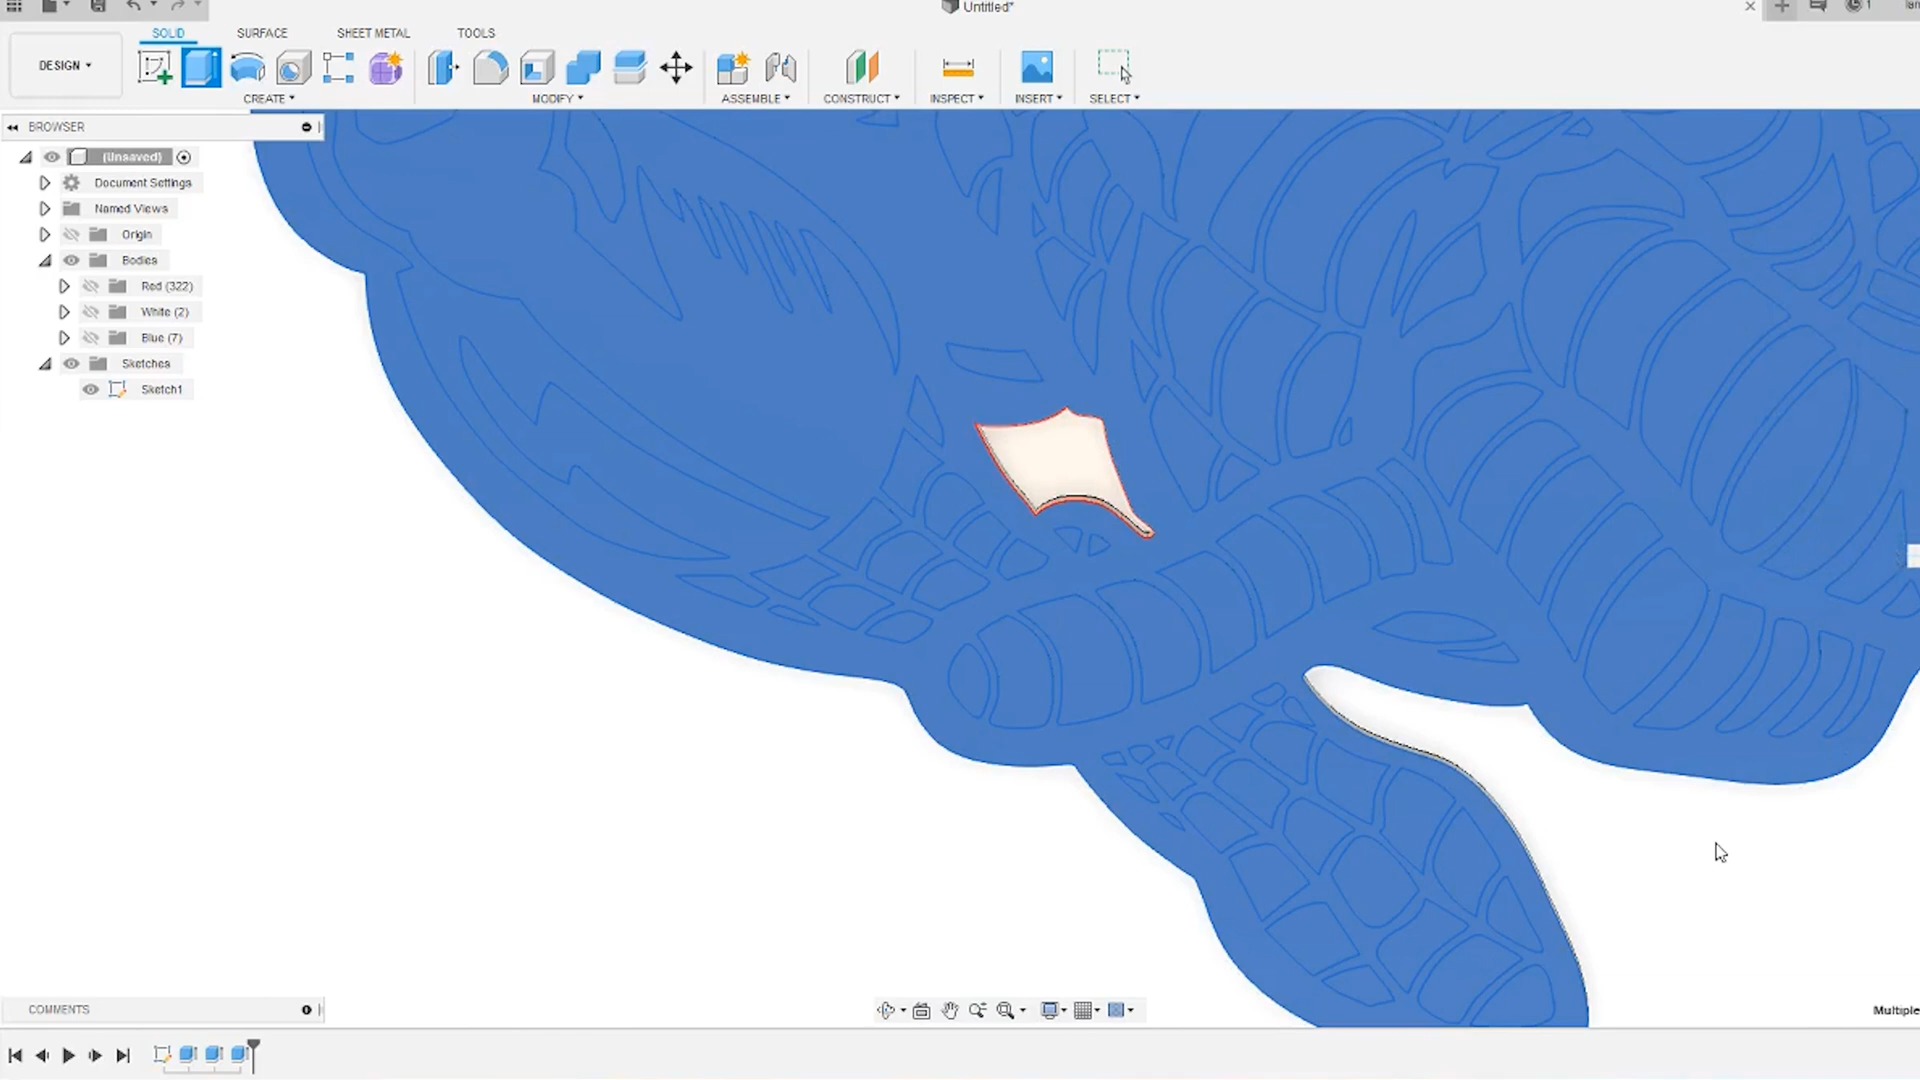 Untitled*
1
SOLID
SURFACE
SHEET METAL
TOOLS
DESIGN
CREATE
MODIFY
ASSEMBLE
CONSTRUCT
INSPECT
INSERT
SELECT
BROWSER
(Unsaved)
Document Settings
Named Views
Origin
Bodies
Red (322)
White (2)
Blue (7)
Sketches
Sketch1
COMMENTS
Multiple